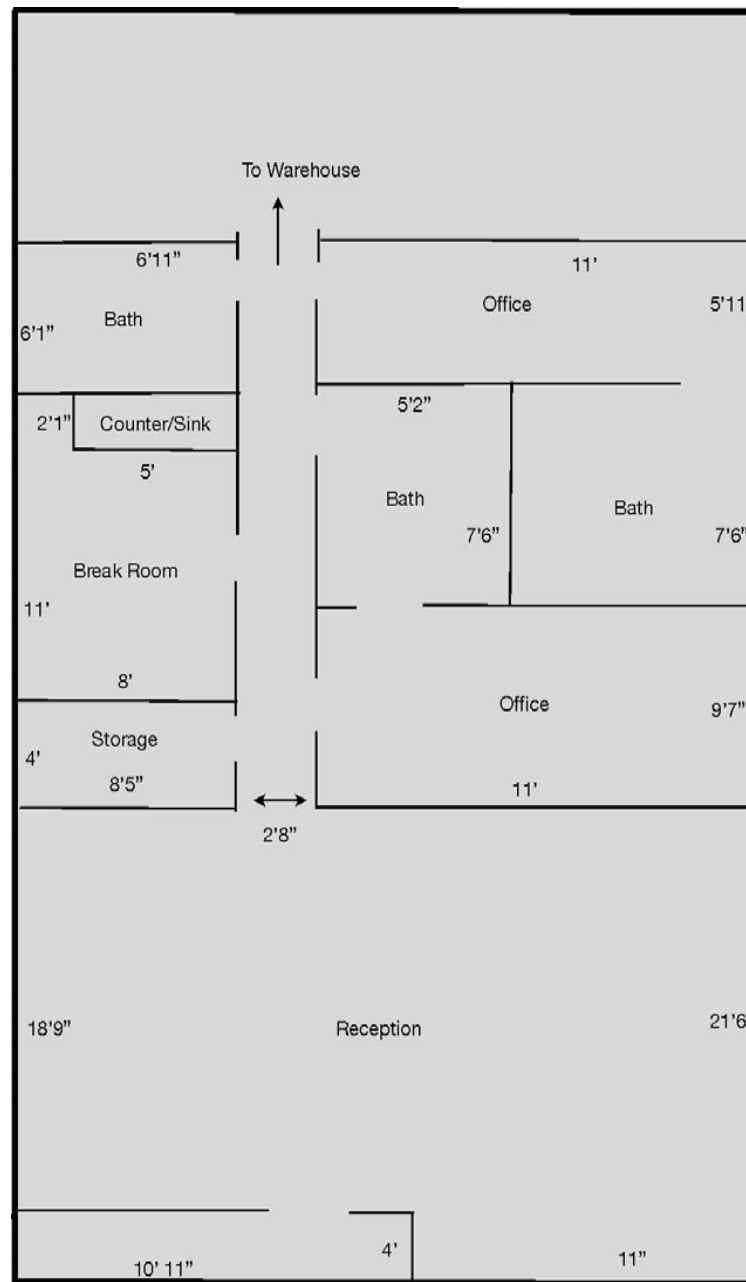 To Warehouse
6'11”
11'
Bath
Office
6'1”
5'11
2'1”
Counter/Sink
5'2”
5'
Bath
Bath
7'6”
7'6”
Break Room
11'
8'
Office
9'7”
Storage
4'
8'5”
11'
2'8”
18'9”
Reception
21'6
4'
10' 11”
11”